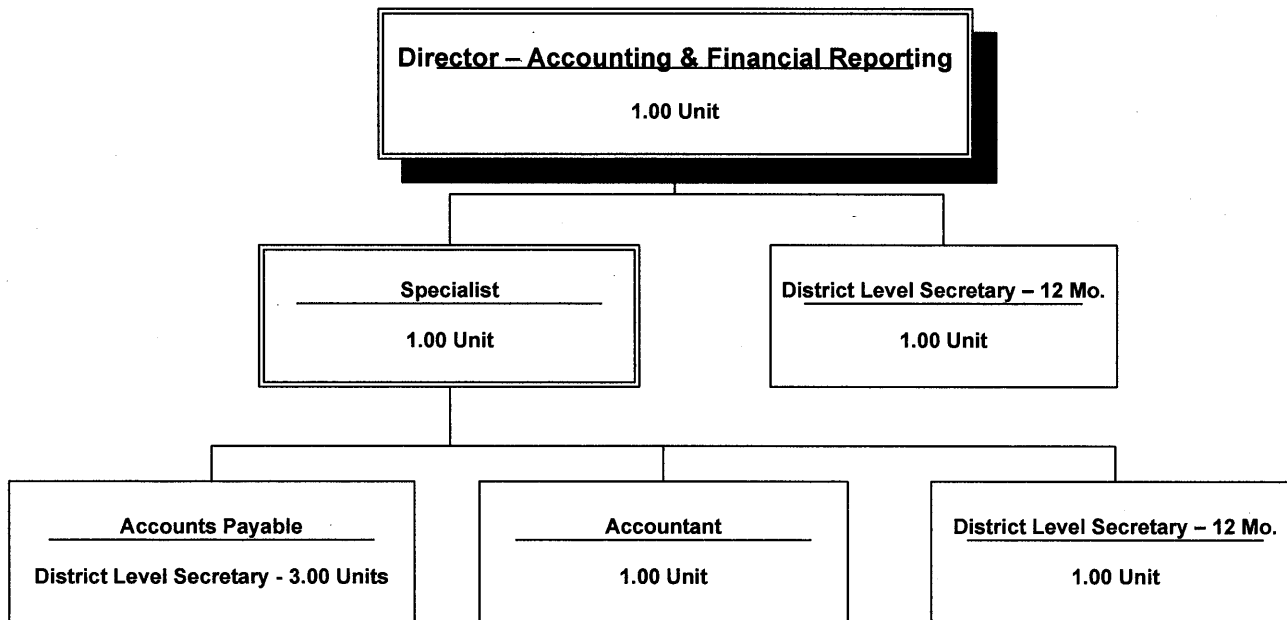 Director – Accounting & Financial Reporting
1.00 Unit
Specialist
1.00 Unit
District Level Secretary – 12 Mo.
1.00 Unit
Accounts Payable
District Level Secretary - 3.00 Units
Accountant
1.00 Unit
District Level Secretary – 12 Mo.
1.00 Unit